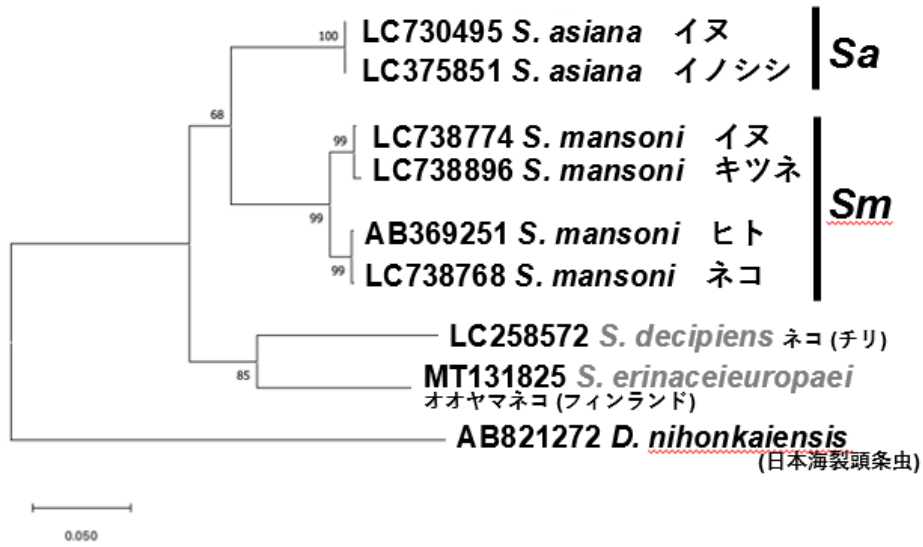 100
LC730495 S. asiana イヌ
LC375851 S. asiana イノシシ
Sa
68
99
LC738774 S. mansoni イヌ
LC738896 S. mansoni キツネ
Sm
99
AB369251 S. mansoni ヒト
99
LC738768 S. mansoni ネコ
LC258572 S. decipiens ネコ (チリ)
85
MT131825 S. erinaceieuropaei
オオヤマネコ (フィンランド)
AB821272 D. nihonkaiensis
(日本海裂頭条虫)
0.050